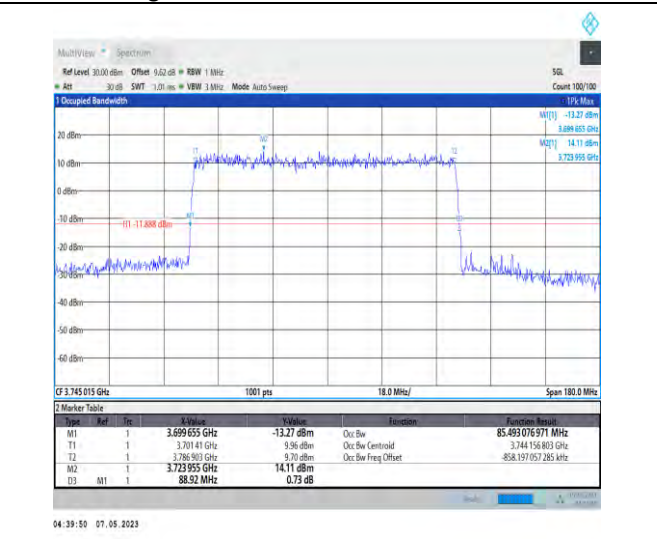 MultiView Spectrum
Ref Level 30.00 dBm Offset 9.62 dB RBW 1 MHz SGL
Att 30 dB SWT 1.01 ms VBW 3 MHz Mode Auto Sweep Count 100/100
1 Occupied Bandwidth 1Pk Max
M1[1] -13.27 dBm
3.699 655 GHz
M2[1] 14.11 dBm
3.723 955 GHz
20 dBm
M2
T1 T2
10 dBm
0 dBm
-10 dBm
M1
H1 -11.888 dBm
-20 dBm
-30 dBm
-40 dBm
-50 dBm
-60 dBm
CF 3.745 015 GHz 1001 pts 18.0 MHz/ Span 180.0 MHz
2 Marker Table
Type Ref Trc X-Value Y-Value Function Function Result
M1 1 3.699 655 GHz -13.27 dBm Occ Bw 85.493 076 971 MHz
T1 1 3.701 41 GHz 9.96 dBm Occ Bw Centroid 3.744 156 803 GHz
T2 1 3.786 903 GHz 9.70 dBm Occ Bw Freq Offset -858.197 057 285 kHz
M2 1 3.723 955 GHz 14.11 dBm
D3 M1 1 88.92 MHz 0.73 dB
04:39:50 07.05.2023